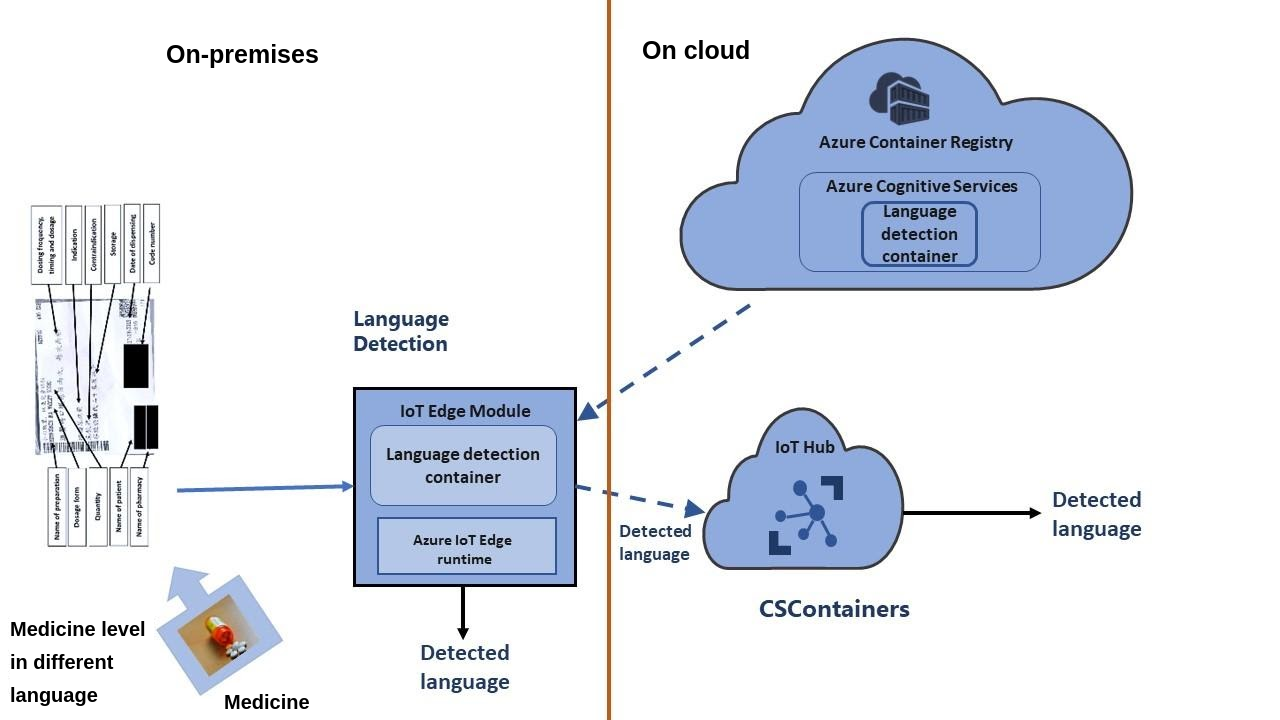 On-premises
On cloud
Azure Container Registry
Azure Cognitive Services
Language
detection
container
Dosing frequency,
timing and dosage
Indication
Contraindication
Storage
Date of dispensing
Code number
Name of preparation
Dosage form
Quantity
Name of patient
Name of pharmacy
Language
Detection
IoT Edge Module
Language detection
container
Azure IoT Edge
runtime
Detected
language
IoT Hub
Detected
language
CSContainers
Detected
language
Medicine level
in different
language
Medicine